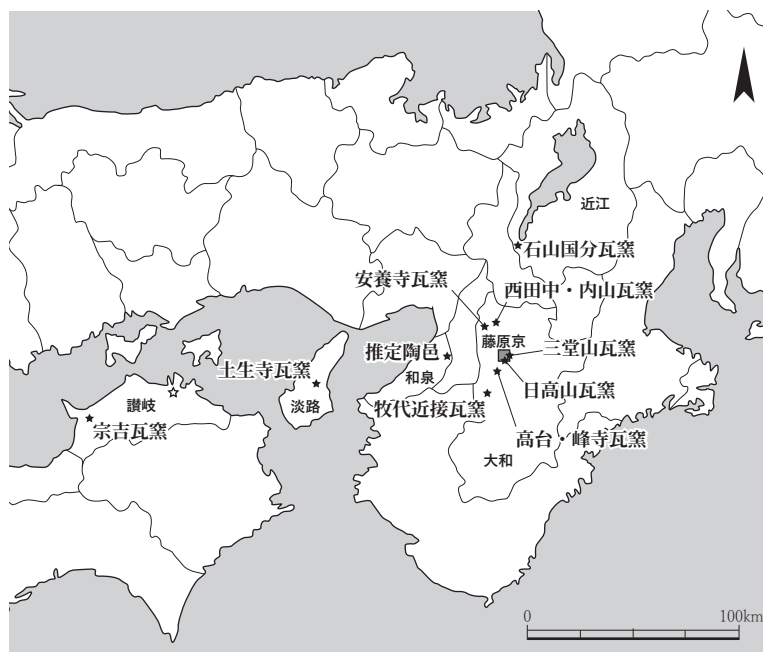 近江
石山国分瓦窯
安養寺瓦窯
西田中・内山瓦窯
藤原京
三堂山瓦窯
推定陶邑
和泉
土生寺瓦窯
淡路
日高山瓦窯
牧代近接瓦窯
讃岐
宗吉瓦窯
高台・峰寺瓦窯
大和
0 100km